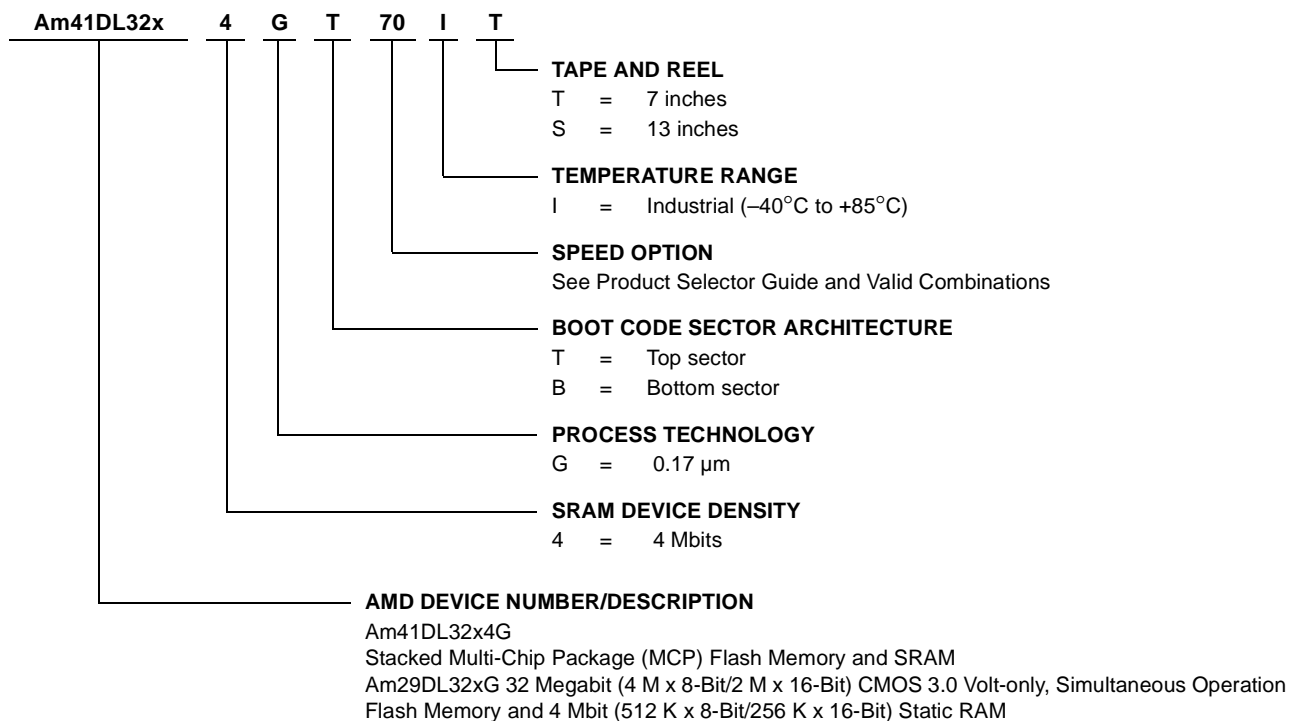 Am41DL32x 4 G T 70 I T
TAPE AND REEL
T = 7 inches
S = 13 inches
TEMPERATURE RANGE
I = Industrial (–40°C to +85°C)
SPEED OPTION
See Product Selector Guide and Valid Combinations
BOOT CODE SECTOR ARCHITECTURE
T = Top sector
B = Bottom sector
PROCESS TECHNOLOGY
G = 0.17 µm
SRAM DEVICE DENSITY
4 = 4 Mbits
AMD DEVICE NUMBER/DESCRIPTION
Am41DL32x4G
Stacked Multi-Chip Package (MCP) Flash Memory and SRAM
Am29DL32xG 32 Megabit (4 M x 8-Bit/2 M x 16-Bit) CMOS 3.0 Volt-only, Simultaneous Operation
Flash Memory and 4 Mbit (512 K x 8-Bit/256 K x 16-Bit) Static RAM